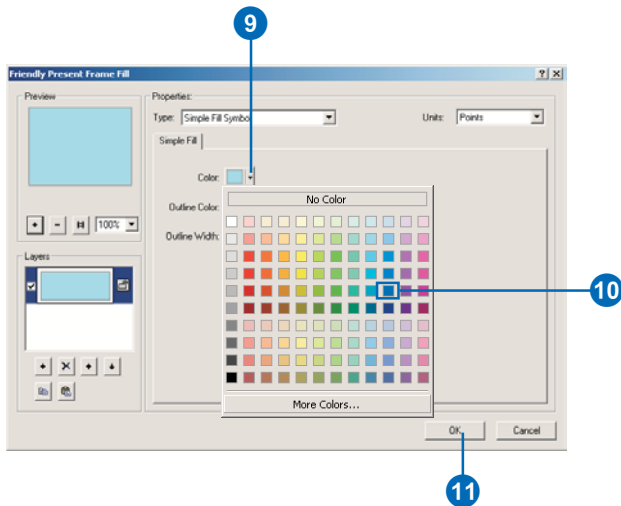 9
Friendly Present Frame Fill
Preview
Properties:
Type: Simple Fill Symbol
Units: Points
Simple Fill
Color:
No Color
Outline Color:
100%
Outline Width:
Layers
10
More Colors...
OK
Cancel
11